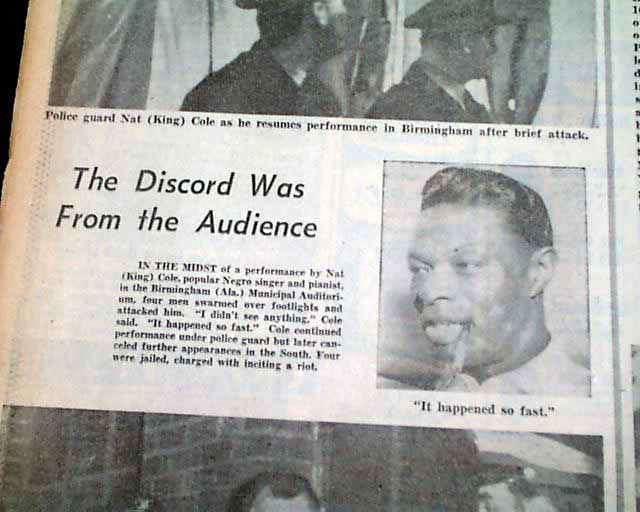 Police guard Nat (King) Cole as he resumes performance in Birmingham after brief attack.
The Discord Was
From the Audience
IN THE MIDST of a performance by Nat
(King) Cole, popular Negro singer and pianist,
in the Birmingham (Ala.) Municipal Auditori-
um, four men swarmed over footlights and
attacked him. "I didn't see anything," Cole
said. "It happened so fast." Cole continued
performance under police guard but later can-
celed further appearances in the South. Four
were jailed, charged with inciting a riot.
"It happened so fast."